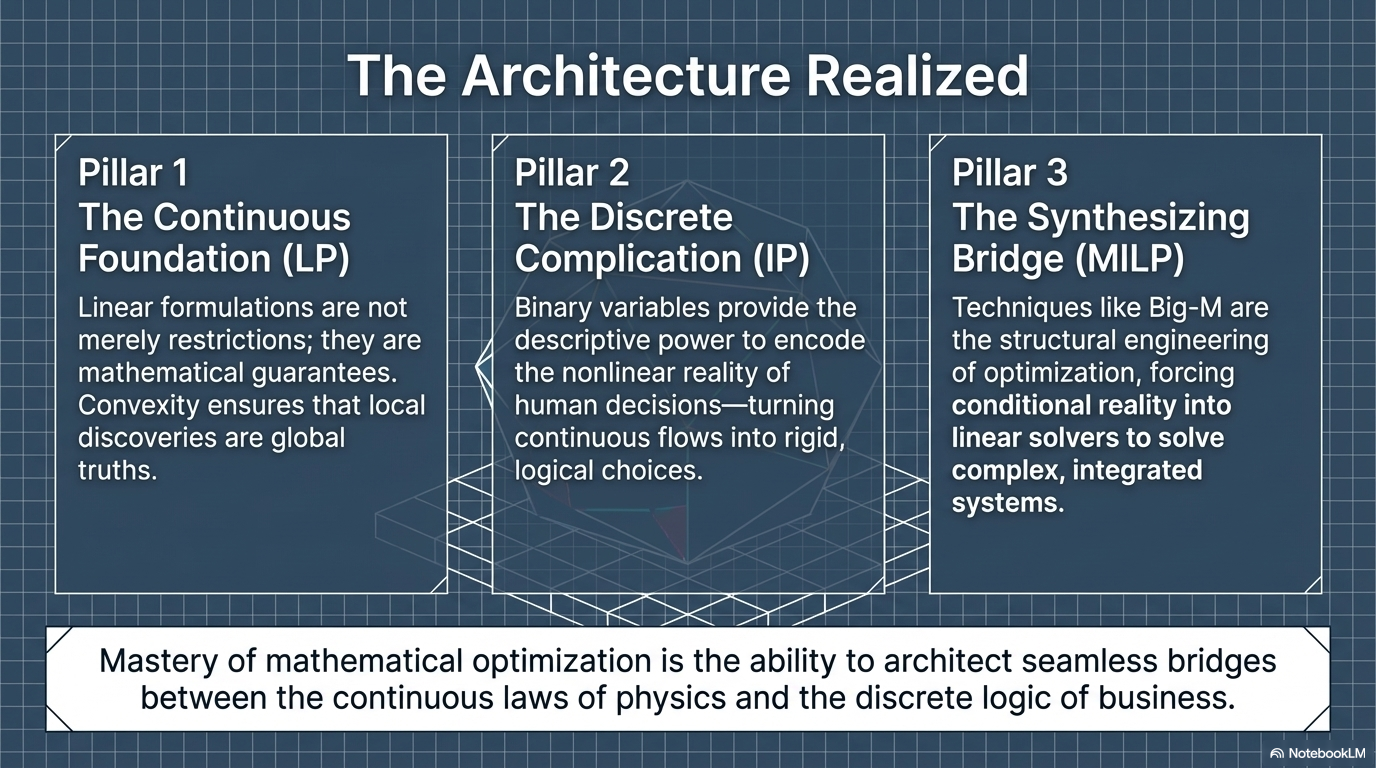 The Architecture Realized
Pillar 1
The Continuous
Foundation (LP)
Linear formulations are not
merely restrictions; they are
mathematical guarantees.
Convexity ensures that local
discoveries are global
truths.
Pillar 2
The Discrete
Complication (IP)
Binary variables provide the
descriptive power to encode
the nonlinear reality of
human decisions—turning
continuous flows into rigid,
logical choices.
Pillar 3
The Synthesizing
Bridge (MILP)
Techniques like Big-M are
the structural engineering
of optimization, forcing
conditional reality into
linear solvers to solve
complex, integrated
systems.
Mastery of mathematical optimization is the ability to architect seamless bridges
between the continuous laws of physics and the discrete logic of business.
NotebookLM